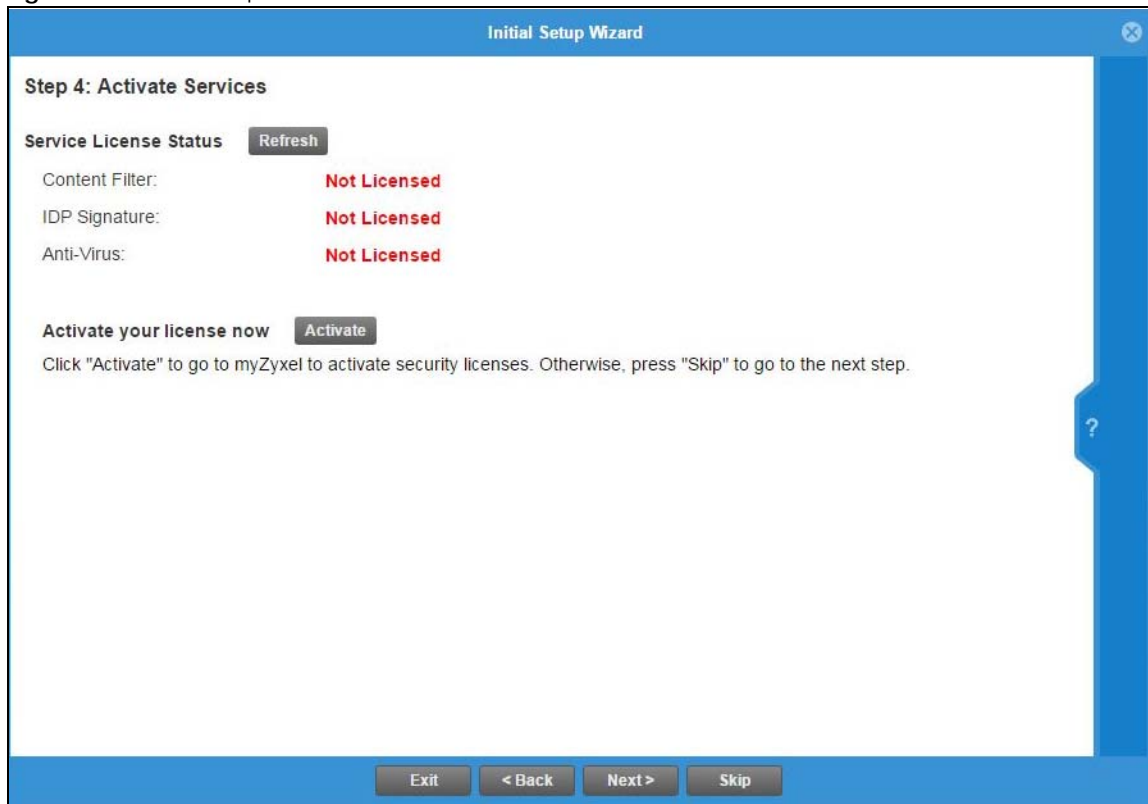 Initial Setup Wizard
Step 4: Activate Services
Service License Status Refresh
Content Filter: Not Licensed
IDP Signature: Not Licensed
Anti-Virus: Not Licensed
Activate your license now Activate
Click "Activate" to go to myZyxel to activate security licenses. Otherwise, press "Skip" to go to the next step.
?
Exit < Back Next > Skip